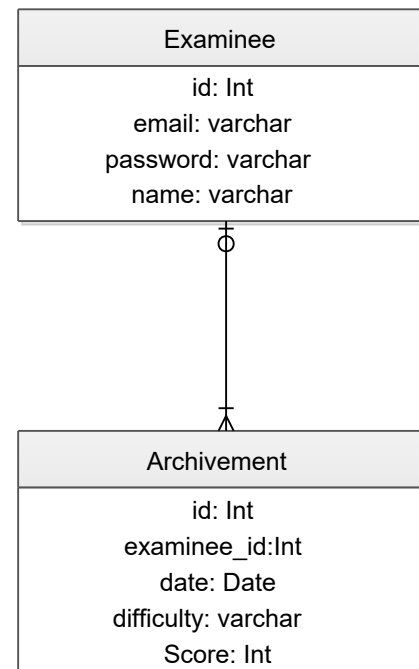 Examinee
id: Int
email: varchar
password: varchar
name: varchar
Archivement
id: Int
examinee_id:Int
date: Date
difficulty: varchar
Score: Int